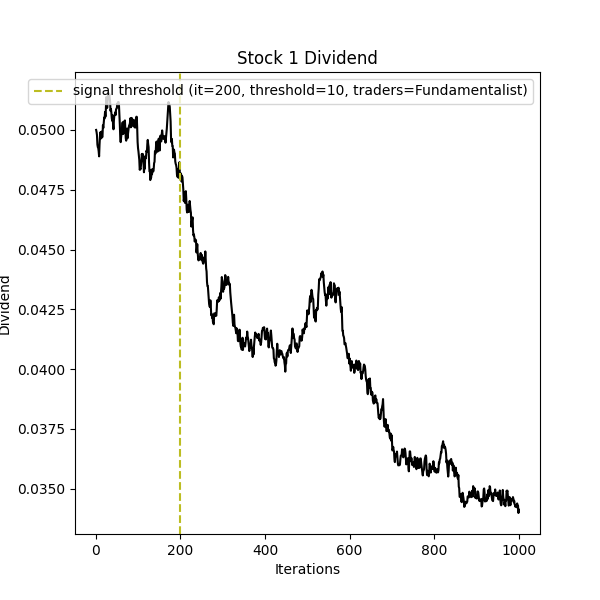 Stock 1 Dividend
signal threshold (it=200, threshold=10, traders=Fundamentalist)
0.0500
0.0475
0.0450
0.0425
0.0400
0.0375
0.0350
Dividend
0 200 400 600 800 1000
Iterations